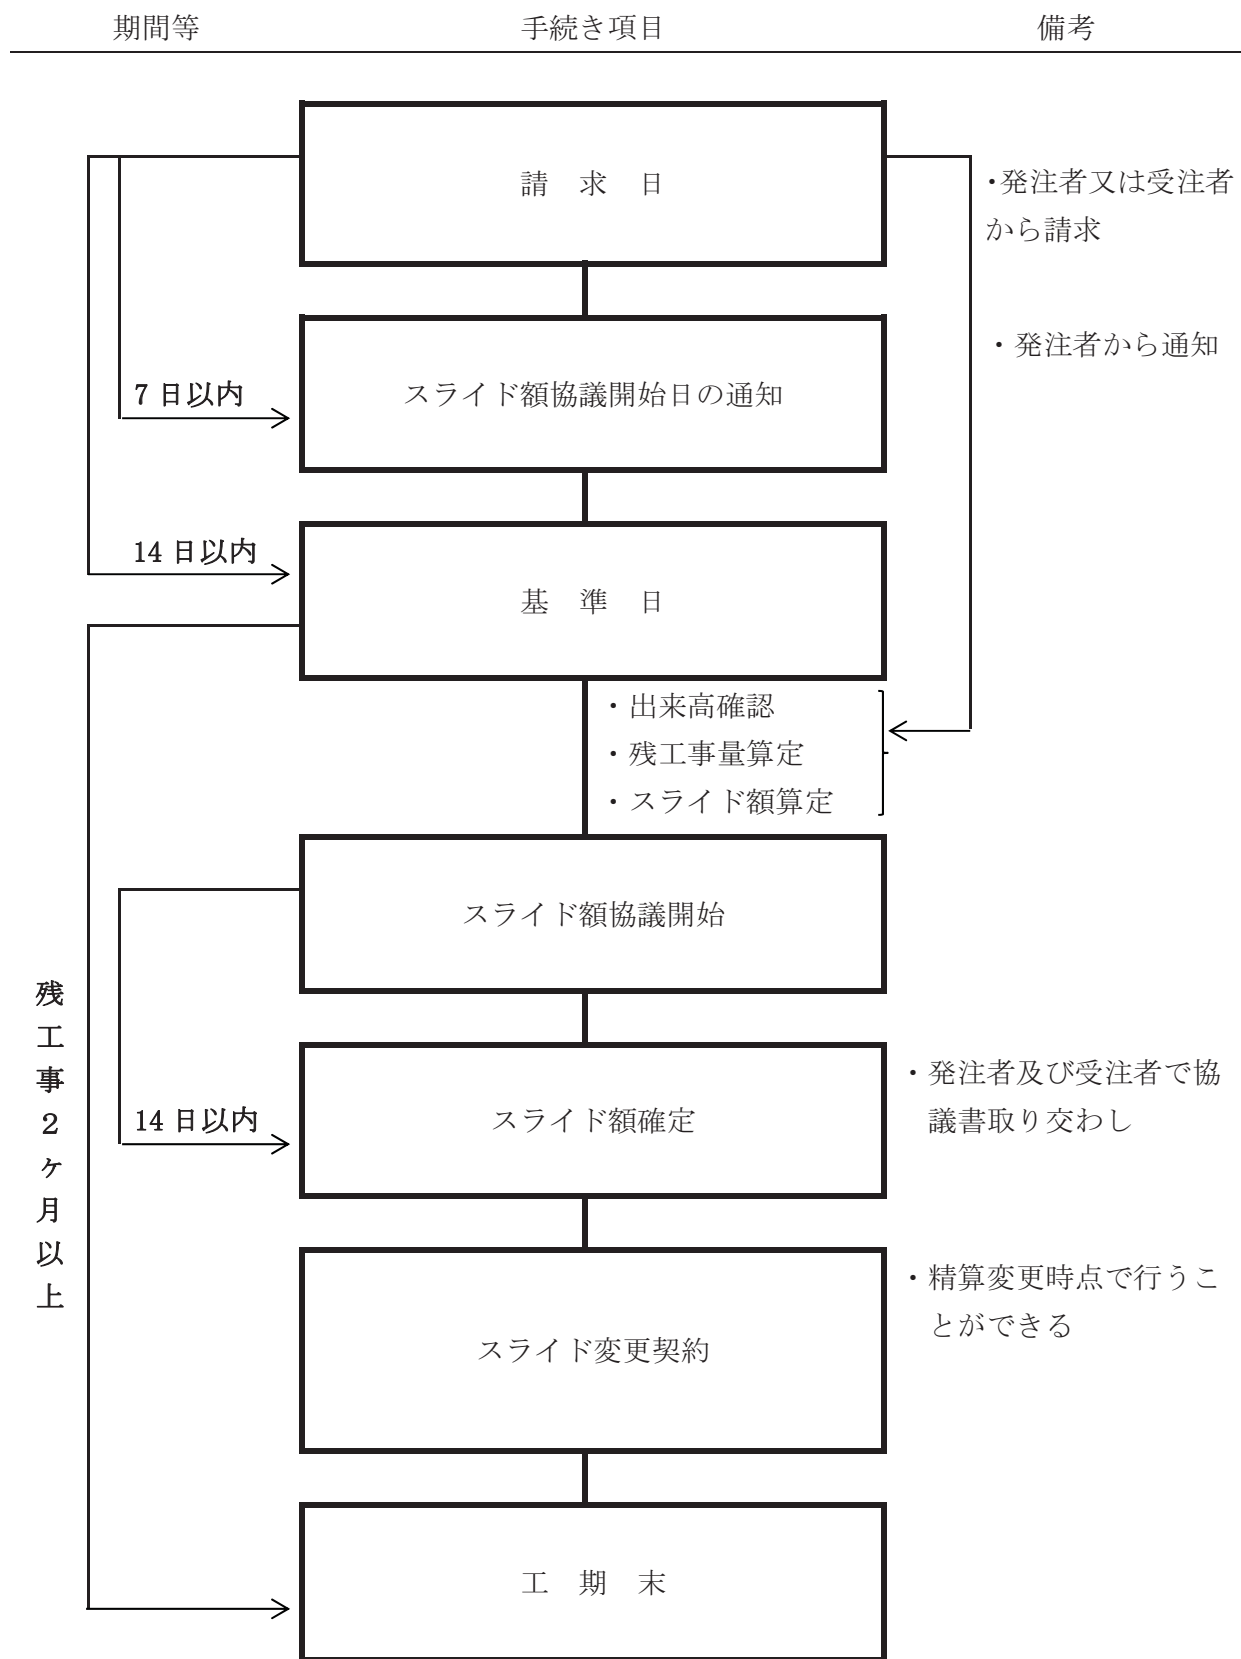 期間等 手続き項目 備考
請 求 日
・発注者又は受注者
から請求
・発注者から通知
7 日以内
スライド額協議開始日の通知
14 日以内
基 準 日
・出来高確認
・残工事量算定
・スライド額算定
スライド額協議開始
残工事2ヶ月以上
14 日以内
スライド額確定
・発注者及び受注者で協
議書取り交わし
スライド変更契約
・精算変更時点で行うこ
とができる
工 期 末